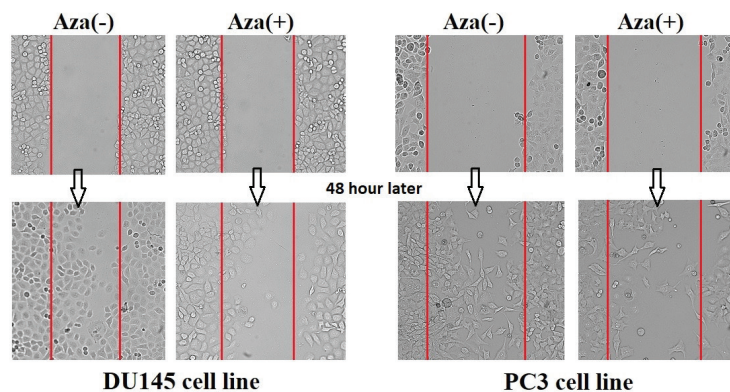 Aza(-) Aza(+) Aza(-) Aza(+)
48 hour later
DU145 cell line PC3 cell line